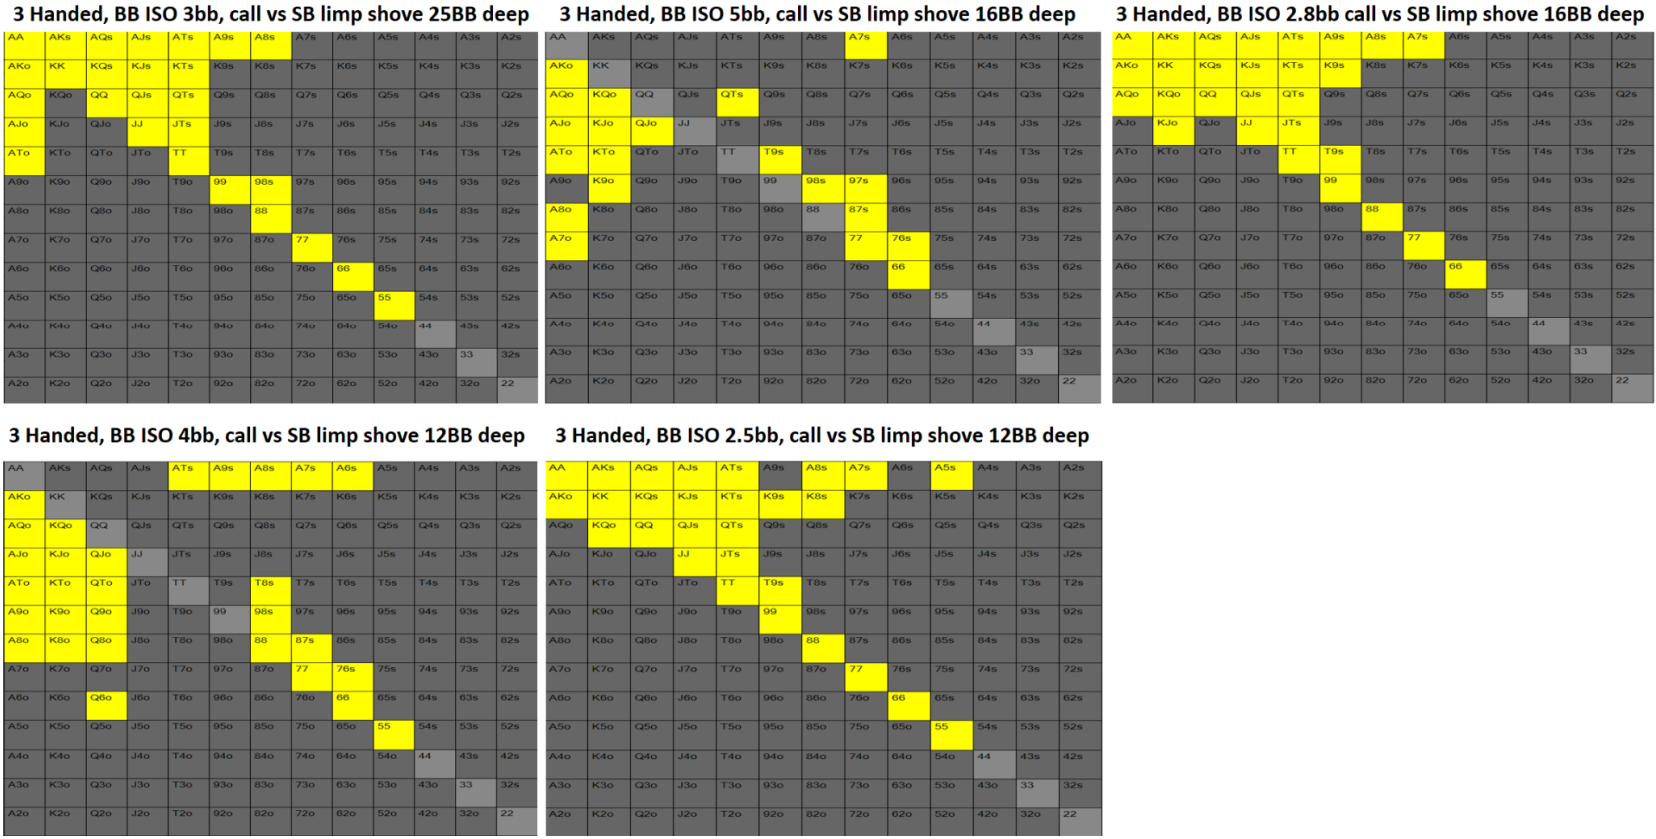 3 Handed, BB ISO 3bb, call vs SB limp shove 25BB deep
AA AKs AQs AJs ATs A9s A8s A7s A6s A5s A4s A3s A2s
AKo KK KQs KJs KTs K9s K8s K7s K6s K5s K4s K3s K2s
AQo KQo QQ QJs QTs Q9s Q8s Q7s Q6s Q5s Q4s Q3s Q2s
AJo KJo QJo JJ JTs J9s J8s J7s J6s J5s J4s J3s J2s
ATo KTo QTo JTo TT T9s T8s T7s T6s T5s T4s T3s T2s
A9o K9o Q9o J9o T9o 99 98s 97s 96s 95s 94s 93s 92s
A8o K8o Q8o J8o T8o 98o 88 87s 86s 85s 84s 83s 82s
A7o K7o Q7o J7o T7o 97o 87o 77 76s 75s 74s 73s 72s
A6o K6o Q6o J6o T6o 96o 86o 76o 66 65s 64s 63s 62s
A5o K5o Q5o J5o T5o 95o 85o 75o 65o 55 54s 53s 52s
A4o K4o Q4o J4o T4o 94o 84o 74o 64o 54o 44 43s 42s
A3o K3o Q3o J3o T3o 93o 83o 73o 63o 53o 43o 33 32s
A2o K2o Q2o J2o T2o 92o 82o 72o 62o 52o 42o 32o 22
3 Handed, BB ISO 5bb, call vs SB limp shove 16BB deep
AA AKs AQs AJs ATs A9s A8s A7s A6s A5s A4s A3s A2s
AKo KK KQs KJs KTs K9s K8s K7s K6s K5s K4s K3s K2s
AQo KQo QQ QJs QTs Q9s Q8s Q7s Q6s Q5s Q4s Q3s Q2s
AJo KJo QJo JJ JTs J9s J8s J7s J6s J5s J4s J3s J2s
ATo KTo QTo JTo TT T9s T8s T7s T6s T5s T4s T3s T2s
A9o K9o Q9o J9o T9o 99 98s 97s 96s 95s 94s 93s 92s
A8o K8o Q8o J8o T8o 98o 88 87s 86s 85s 84s 83s 82s
A7o K7o Q7o J7o T7o 97o 87o 77 76s 75s 74s 73s 72s
A6o K6o Q6o J6o T6o 96o 86o 76o 66 65s 64s 63s 62s
A5o K5o Q5o J5o T5o 95o 85o 75o 65o 55 54s 53s 52s
A4o K4o Q4o J4o T4o 94o 84o 74o 64o 54o 44 43s 42s
A3o K3o Q3o J3o T3o 93o 83o 73o 63o 53o 43o 33 32s
A2o K2o Q2o J2o T2o 92o 82o 72o 62o 52o 42o 32o 22
3 Handed, BB ISO 2.8bb call vs SB limp shove 16BB deep
AA AKs AQs AJs ATs A9s A8s A7s A6s A5s A4s A3s A2s
AKo KK KQs KJs KTs K9s K8s K7s K6s K5s K4s K3s K2s
AQo KQo QQ QJs QTs Q9s Q8s Q7s Q6s Q5s Q4s Q3s Q2s
AJo KJo QJo JJ JTs J9s J8s J7s J6s J5s J4s J3s J2s
ATo KTo QTo JTo TT T9s T8s T7s T6s T5s T4s T3s T2s
A9o K9o Q9o J9o T9o 99 98s 97s 96s 95s 94s 93s 92s
A8o K8o Q8o J8o T8o 98o 88 87s 86s 85s 84s 83s 82s
A7o K7o Q7o J7o T7o 97o 87o 77 76s 75s 74s 73s 72s
A6o K6o Q6o J6o T6o 96o 86o 76o 66 65s 64s 63s 62s
A5o K5o Q5o J5o T5o 95o 85o 75o 65o 55 54s 53s 52s
A4o K4o Q4o J4o T4o 94o 84o 74o 64o 54o 44 43s 42s
A3o K3o Q3o J3o T3o 93o 83o 73o 63o 53o 43o 33 32s
A2o K2o Q2o J2o T2o 92o 82o 72o 62o 52o 42o 32o 22
3 Handed, BB ISO 4bb, call vs SB limp shove 12BB deep
AA AKs AQs AJs ATs A9s A8s A7s A6s A5s A4s A3s A2s
AKo KK KQs KJs KTs K9s K8s K7s K6s K5s K4s K3s K2s
AQo KQo QQ QJs QTs Q9s Q8s Q7s Q6s Q5s Q4s Q3s Q2s
AJo KJo QJo JJ JTs J9s J8s J7s J6s J5s J4s J3s J2s
ATo KTo QTo JTo TT T9s T8s T7s T6s T5s T4s T3s T2s
A9o K9o Q9o J9o T9o 99 98s 97s 96s 95s 94s 93s 92s
A8o K8o Q8o J8o T8o 98o 88 87s 86s 85s 84s 83s 82s
A7o K7o Q7o J7o T7o 97o 87o 77 76s 75s 74s 73s 72s
A6o K6o Q6o J6o T6o 96o 86o 76o 66 65s 64s 63s 62s
A5o K5o Q5o J5o T5o 95o 85o 75o 65o 55 54s 53s 52s
A4o K4o Q4o J4o T4o 94o 84o 74o 64o 54o 44 43s 42s
A3o K3o Q3o J3o T3o 93o 83o 73o 63o 53o 43o 33 32s
A2o K2o Q2o J2o T2o 92o 82o 72o 62o 52o 42o 32o 22
3 Handed, BB ISO 2.5bb, call vs SB limp shove 12BB deep
AA AKs AQs AJs ATs A9s A8s A7s A6s A5s A4s A3s A2s
AKo KK KQs KJs KTs K9s K8s K7s K6s K5s K4s K3s K2s
AQo KQo QQ QJs QTs Q9s Q8s Q7s Q6s Q5s Q4s Q3s Q2s
AJo KJo QJo JJ JTs J9s J8s J7s J6s J5s J4s J3s J2s
ATo KTo QTo JTo TT T9s T8s T7s T6s T5s T4s T3s T2s
A9o K9o Q9o J9o T9o 99 98s 97s 96s 95s 94s 93s 92s
A8o K8o Q8o J8o T8o 98o 88 87s 86s 85s 84s 83s 82s
A7o K7o Q7o J7o T7o 97o 87o 77 76s 75s 74s 73s 72s
A6o K6o Q6o J6o T6o 96o 86o 76o 66 65s 64s 63s 62s
A5o K5o Q5o J5o T5o 95o 85o 75o 65o 55 54s 53s 52s
A4o K4o Q4o J4o T4o 94o 84o 74o 64o 54o 44 43s 42s
A3o K3o Q3o J3o T3o 93o 83o 73o 63o 53o 43o 33 32s
A2o K2o Q2o J2o T2o 92o 82o 72o 62o 52o 42o 32o 22